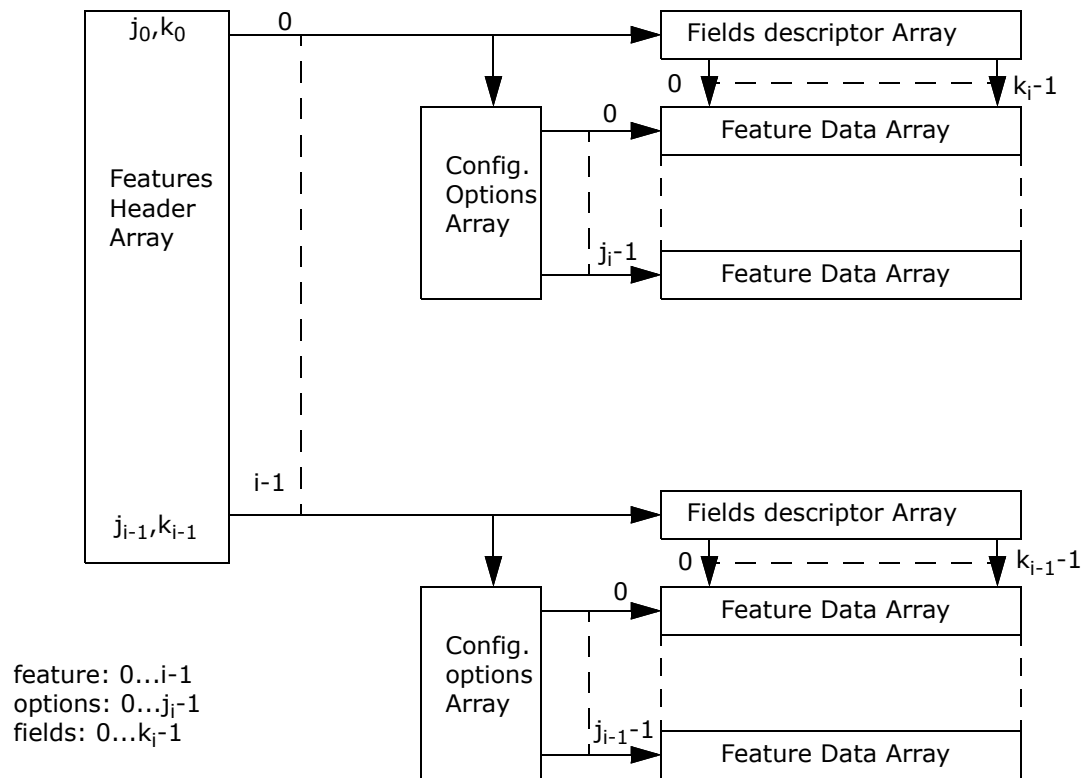 j₀,k₀
0
Fields descriptor Array
0
kᵢ-1
0
Feature Data Array
Features
Header
Array
Config.
Options
Array
jᵢ-1
Feature Data Array
i-1
jᵢ₋₁,kᵢ₋₁
Fields descriptor Array
0
kᵢ₋₁-1
0
Feature Data Array
Config.
options
Array
feature: 0...i-1
options: 0...jᵢ-1
fields: 0...kᵢ-1
jᵢ₋₁-1
Feature Data Array